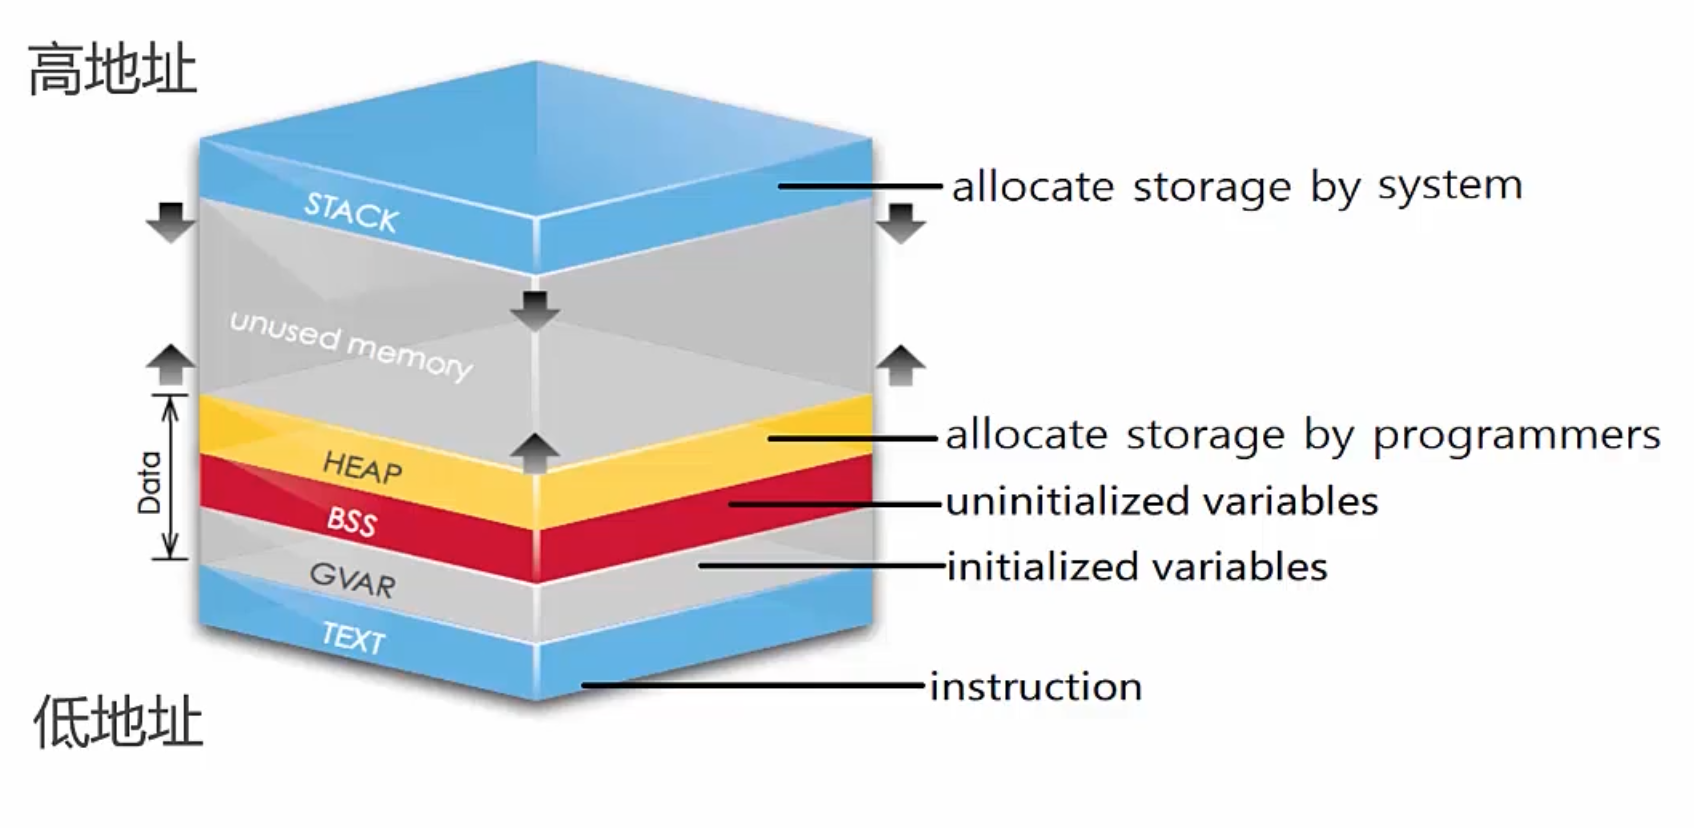 高地址
STACK
allocate storage by system
unused memory
Data
HEAP
allocate storage by programmers
BSS
uninitialized variables
GVAR
initialized variables
TEXT
instruction
低地址